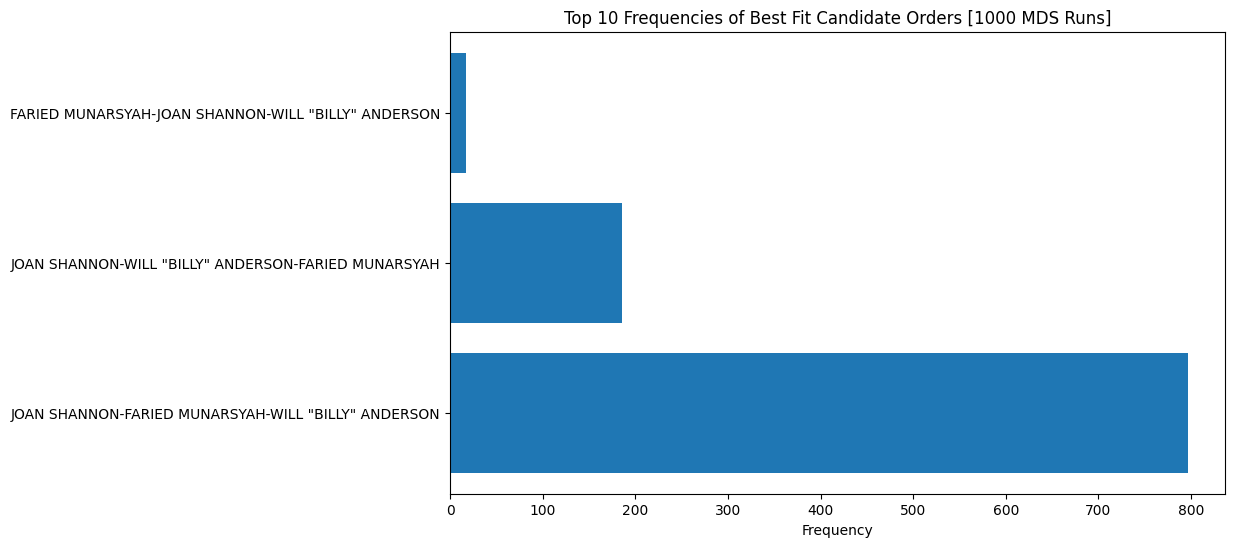 Top 10 Frequencies of Best Fit Candidate Orders [1000 MDS Runs]
FARIED MUNARSYAH-JOAN SHANNON-WILL "BILLY" ANDERSON
JOAN SHANNON-WILL "BILLY" ANDERSON-FARIED MUNARSYAH
JOAN SHANNON-FARIED MUNARSYAH-WILL "BILLY" ANDERSON
0 100 200 300 400 500 600 700 800
Frequency